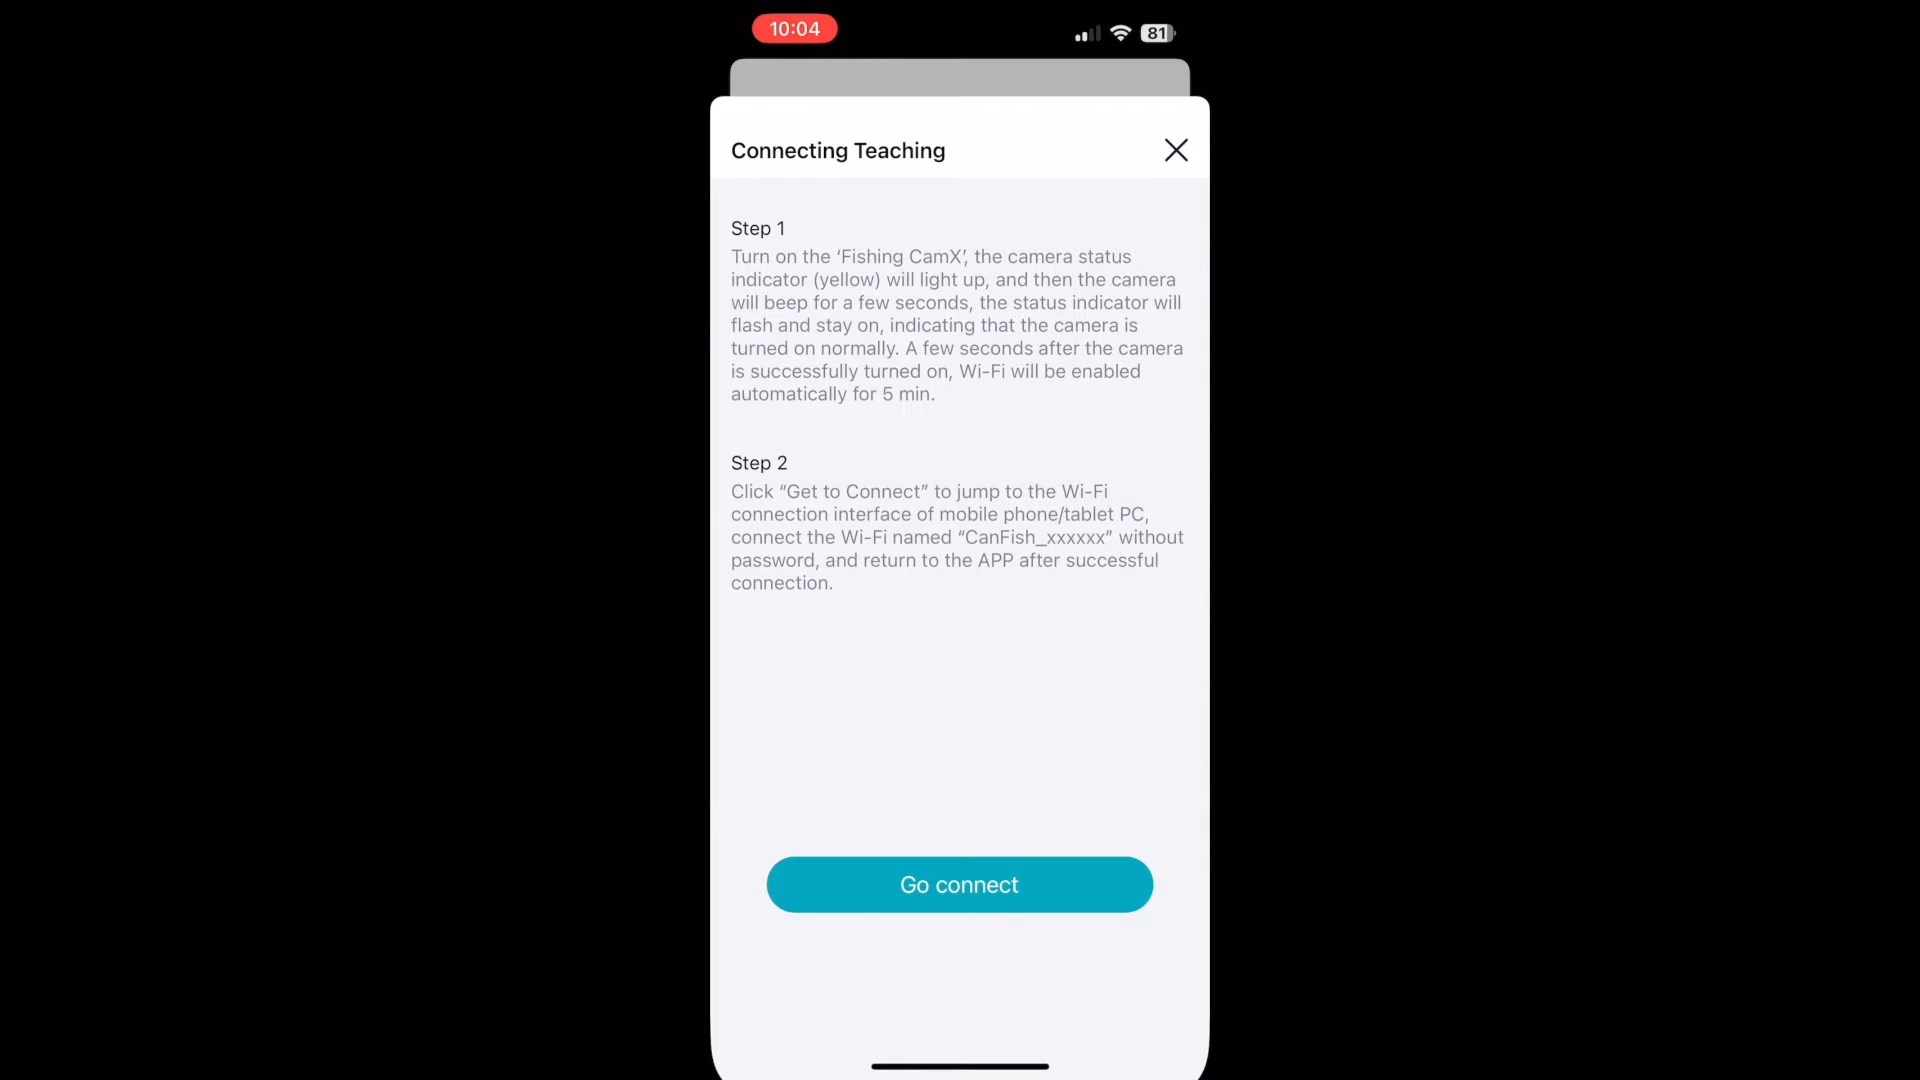 10:04
81
Connecting Teaching
Step 1
Turn on the ‘Fishing CamX’, the camera status
indicator (yellow) will light up, and then the camera
will beep for a few seconds, the status indicator will
flash and stay on, indicating that the camera is
turned on normally. A few seconds after the camera
is successfully turned on, Wi-Fi will be enabled
automatically for 5 min.
Step 2
Click “Get to Connect” to jump to the Wi-Fi
connection interface of mobile phone/tablet PC,
connect the Wi-Fi named “CanFish_xxxxxx” without
password, and return to the APP after successful
connection.
Go connect